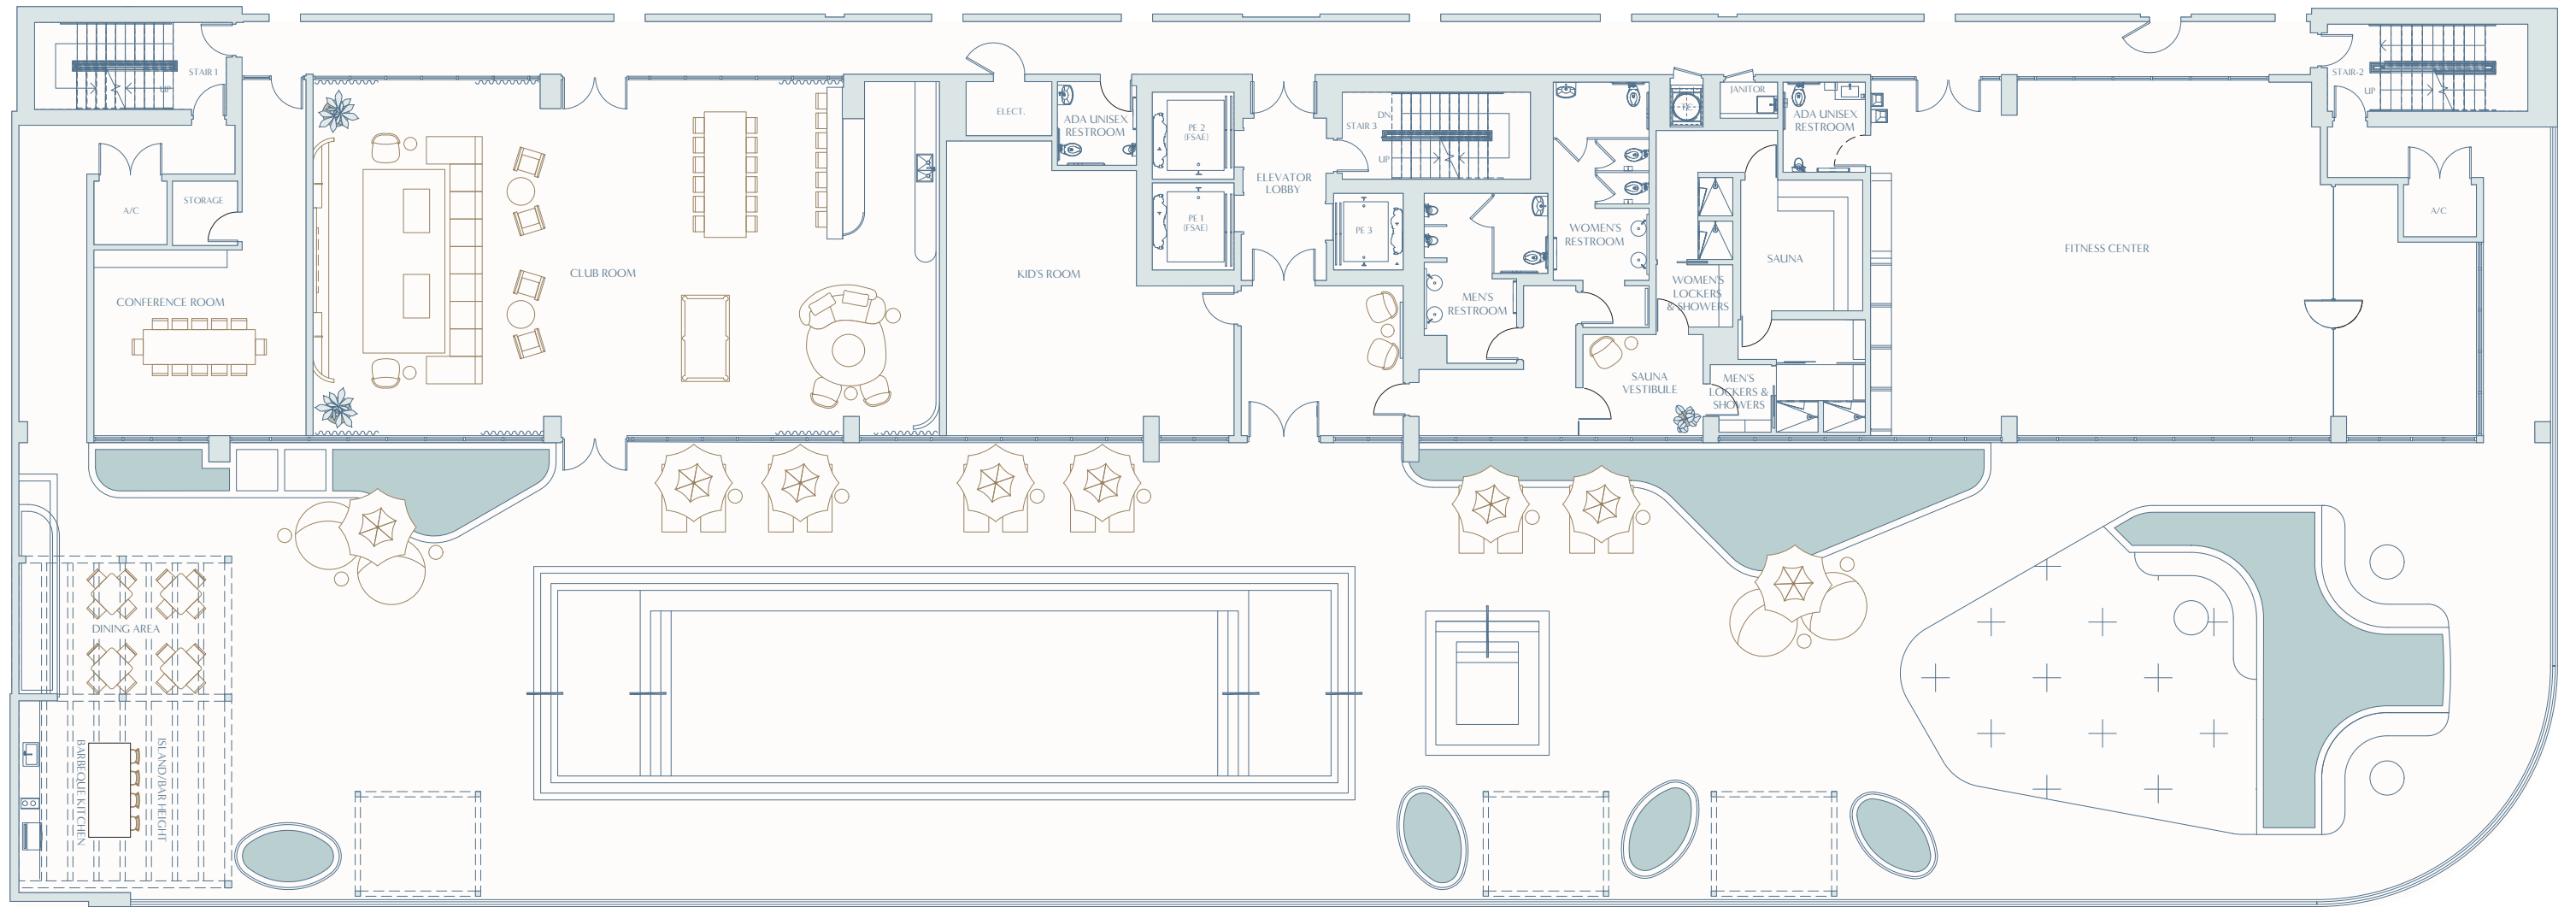 STAIR 1
UP
A/C
STORAGE
CONFERENCE ROOM
CLUB ROOM
ELECT.
ADA UNISEX
RESTROOM
KID'S ROOM
PE 2
(FSAE)
PE 1
(FSAE)
ELEVATOR
LOBBY
DN
STAIR 3
UP
PE 3
MEN'S
RESTROOM
WOMEN'S
RESTROOM
JANITOR
ADA UNISEX
RESTROOM
WOMEN'S
LOCKERS
& SHOWERS
SAUNA
SAUNA
VESTIBULE
MEN'S
LOCKERS &
SHOWERS
FITNESS CENTER
STAIR-2
UP
A/C
DINING AREA
BARBEQUE KITCHEN
ISLAND/BAR HEIGHT